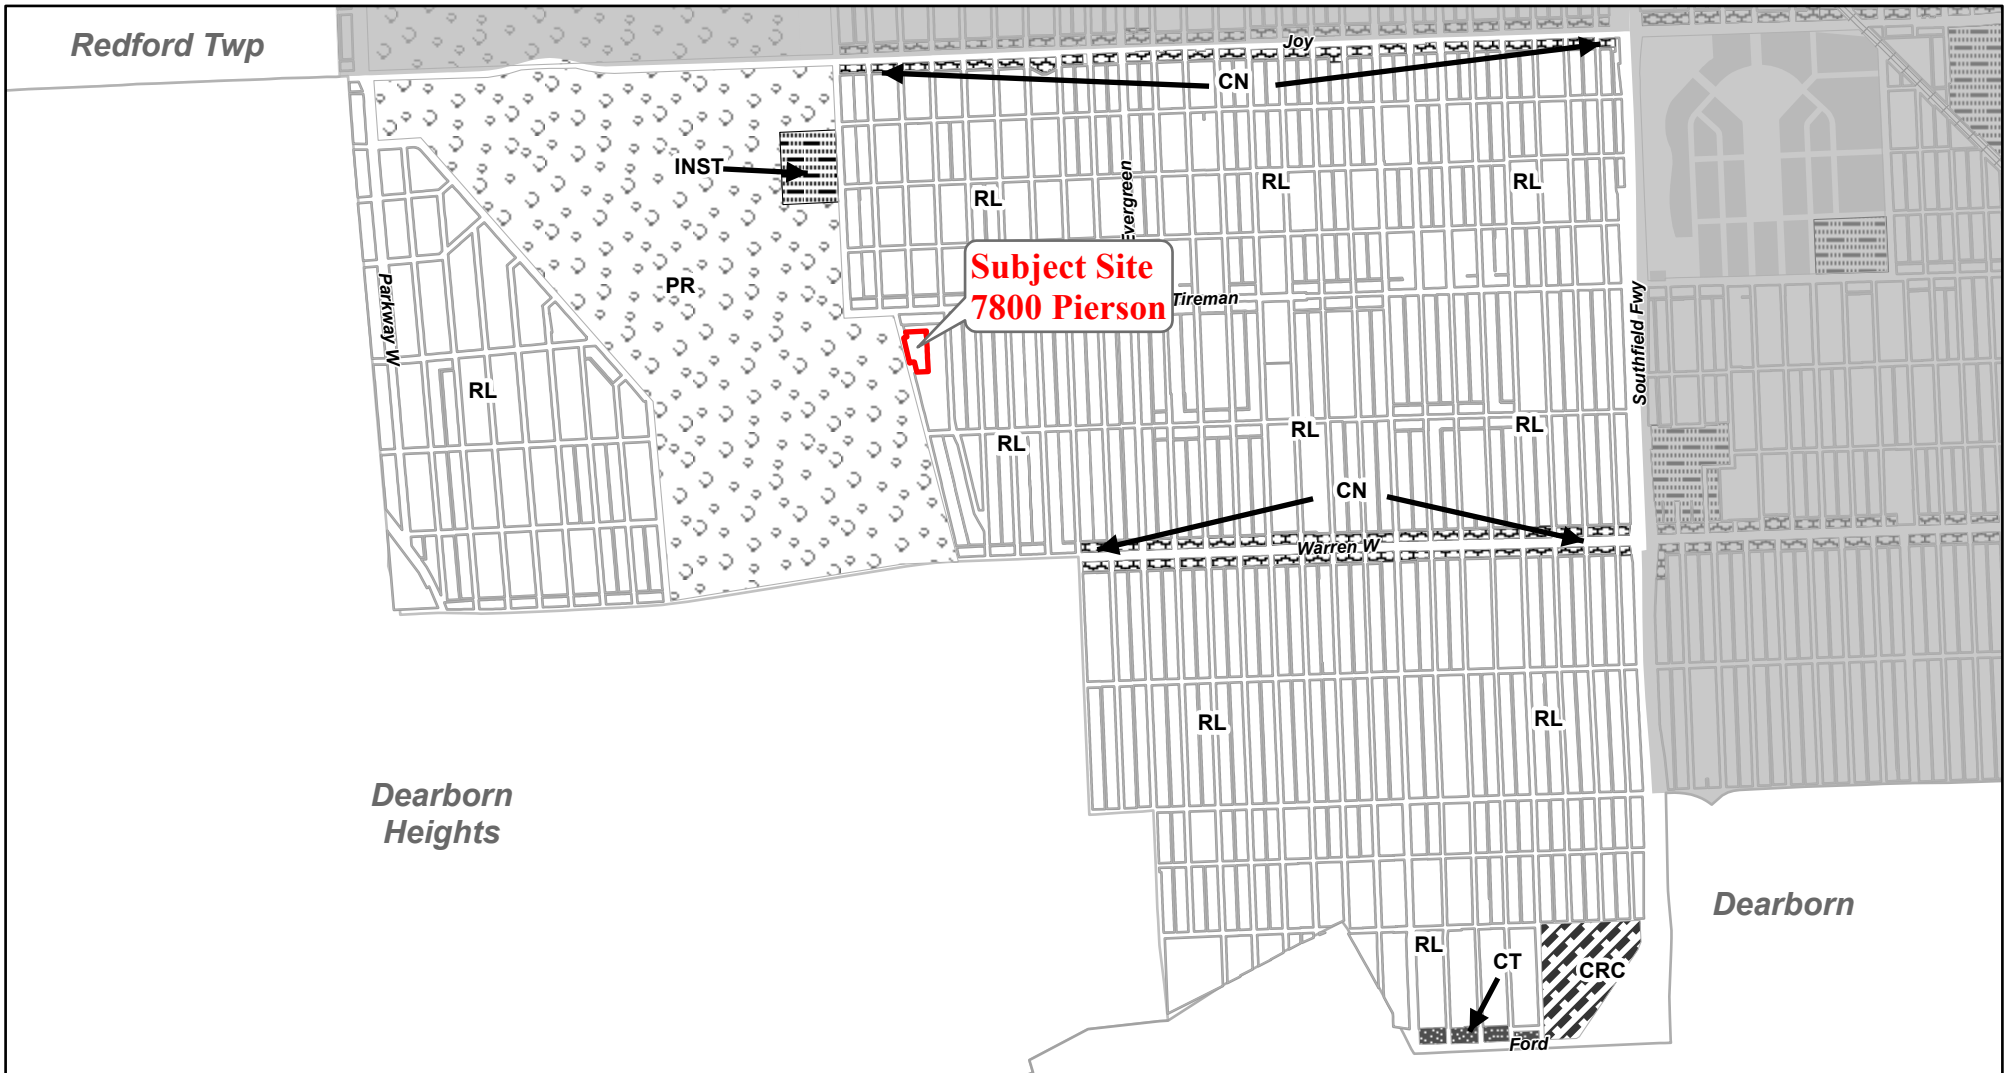 Redford Twp
Joy
CN
INST
RL
RL
RL
Evergreen
PR
Subject Site
7800 Pierson
Tireman
Parkway W
Southfield Fwy
RL
RL
RL
RL
CN
Warren W
RL
RL
Dearborn
Heights
Dearborn
RL
CT
CRC
Ford